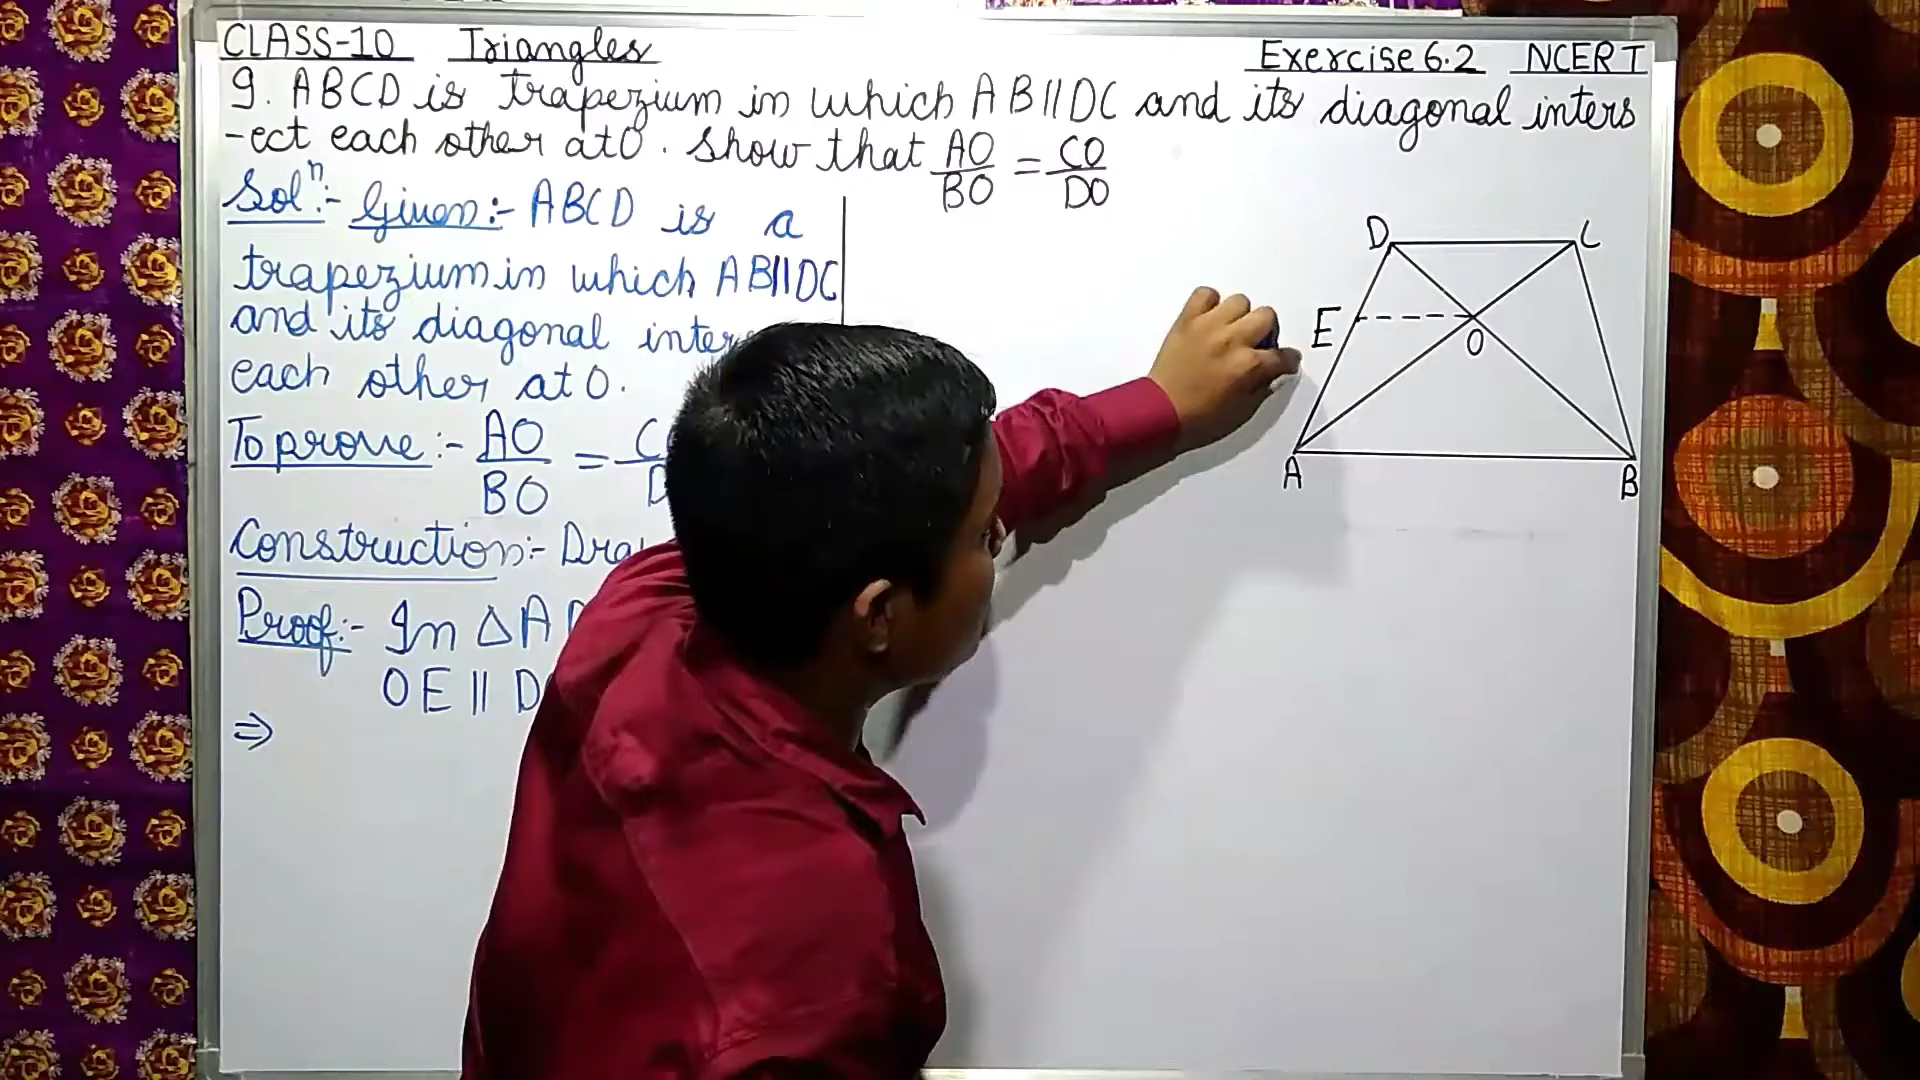 CLASS-10 Triangles Exercise 6.2 NCERT
9. ABCD is trapezium in which AB || DC and its diagonal inters
-ect each other at O. Show that AO/BO = CO/DO
Solⁿ:- Given:- ABCD is a
trapezium in which AB||DC
and its diagonal
each other at O.
To prove:- AO/BO =
Construction:-
Proof:- In △A
OE ||
⇒
D C
E O
A B